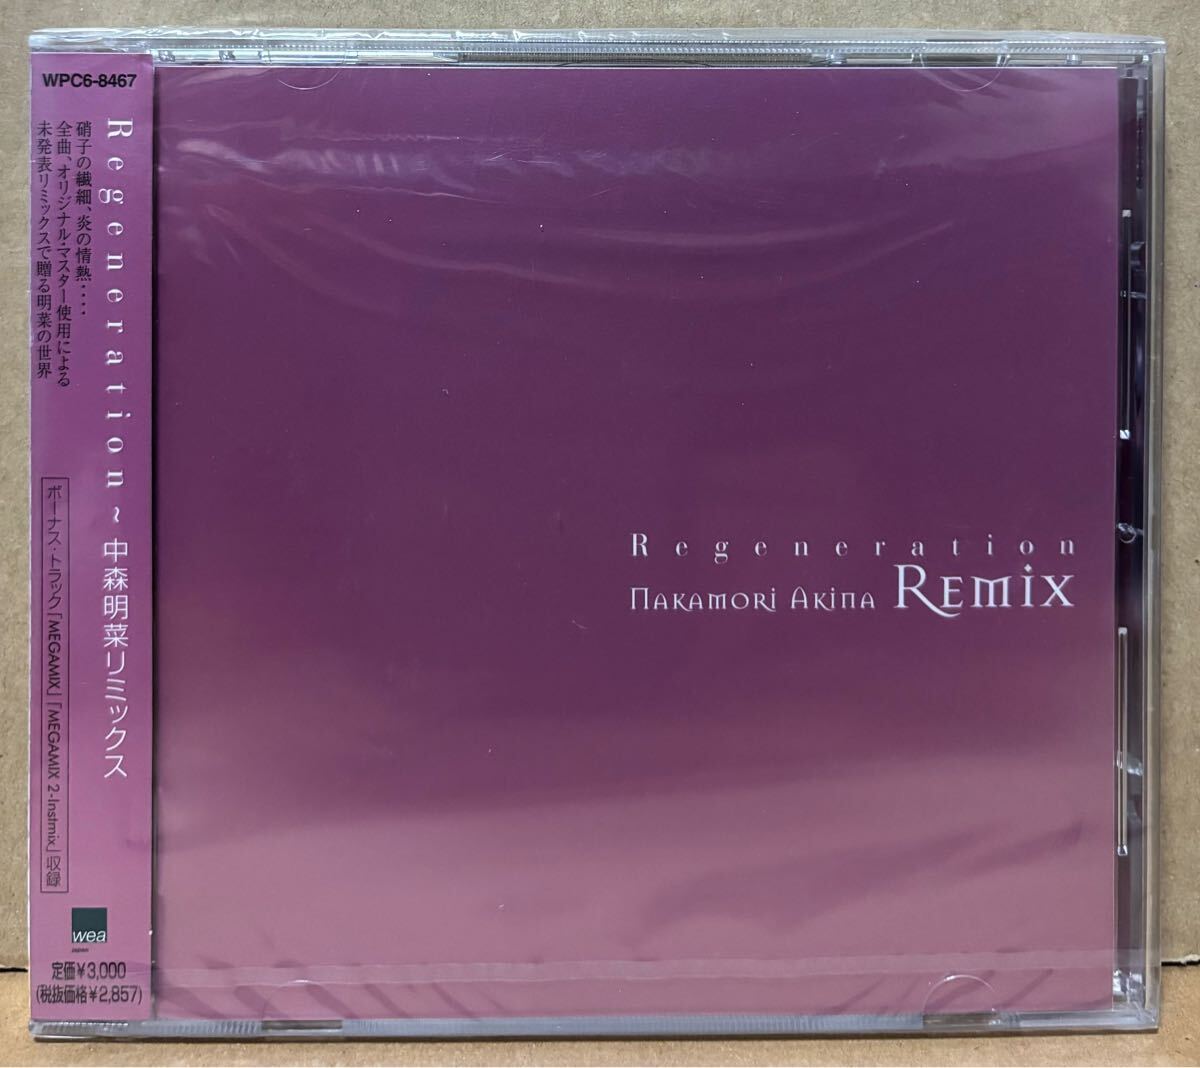 WPC6-8467
Regeneration~中森明菜リミックス
硝子の繊細、炎の情熱・・・・
全曲、オリジナル・マスター使用による
未発表リミックスで贈る明菜の世界
ボーナス・トラック「MEGAMIX」「MEGAMIX 2-Instmix」収録
wea
Japan
定価¥3,000
(税抜価格¥2,857)
Regeneration
NAKAMORI AKINA REMIX